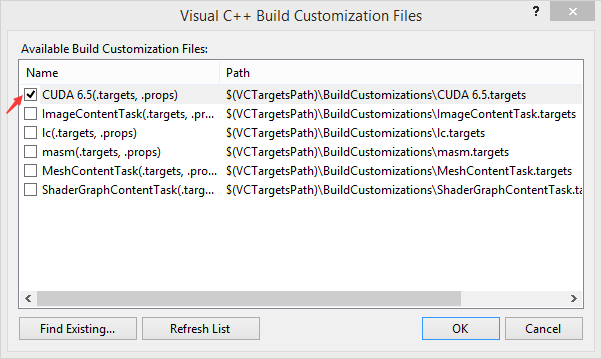 Visual C++ Build Customization Files
?
Available Build Customization Files:
Name Path
CUDA 6.5(.targets, .props) $(VCTargetsPath)\BuildCustomizations\CUDA 6.5.targets
ImageContentTask(.targets, .pr... $(VCTargetsPath)\BuildCustomizations\ImageContentTask.targets
lc(.targets, .props) $(VCTargetsPath)\BuildCustomizations\lc.targets
masm(.targets, .props) $(VCTargetsPath)\BuildCustomizations\masm.targets
MeshContentTask(.targets, .pro... $(VCTargetsPath)\BuildCustomizations\MeshContentTask.targets
ShaderGraphContentTask(.targ... $(VCTargetsPath)\BuildCustomizations\ShaderGraphContentTask.ta
Find Existing... Refresh List OK Cancel